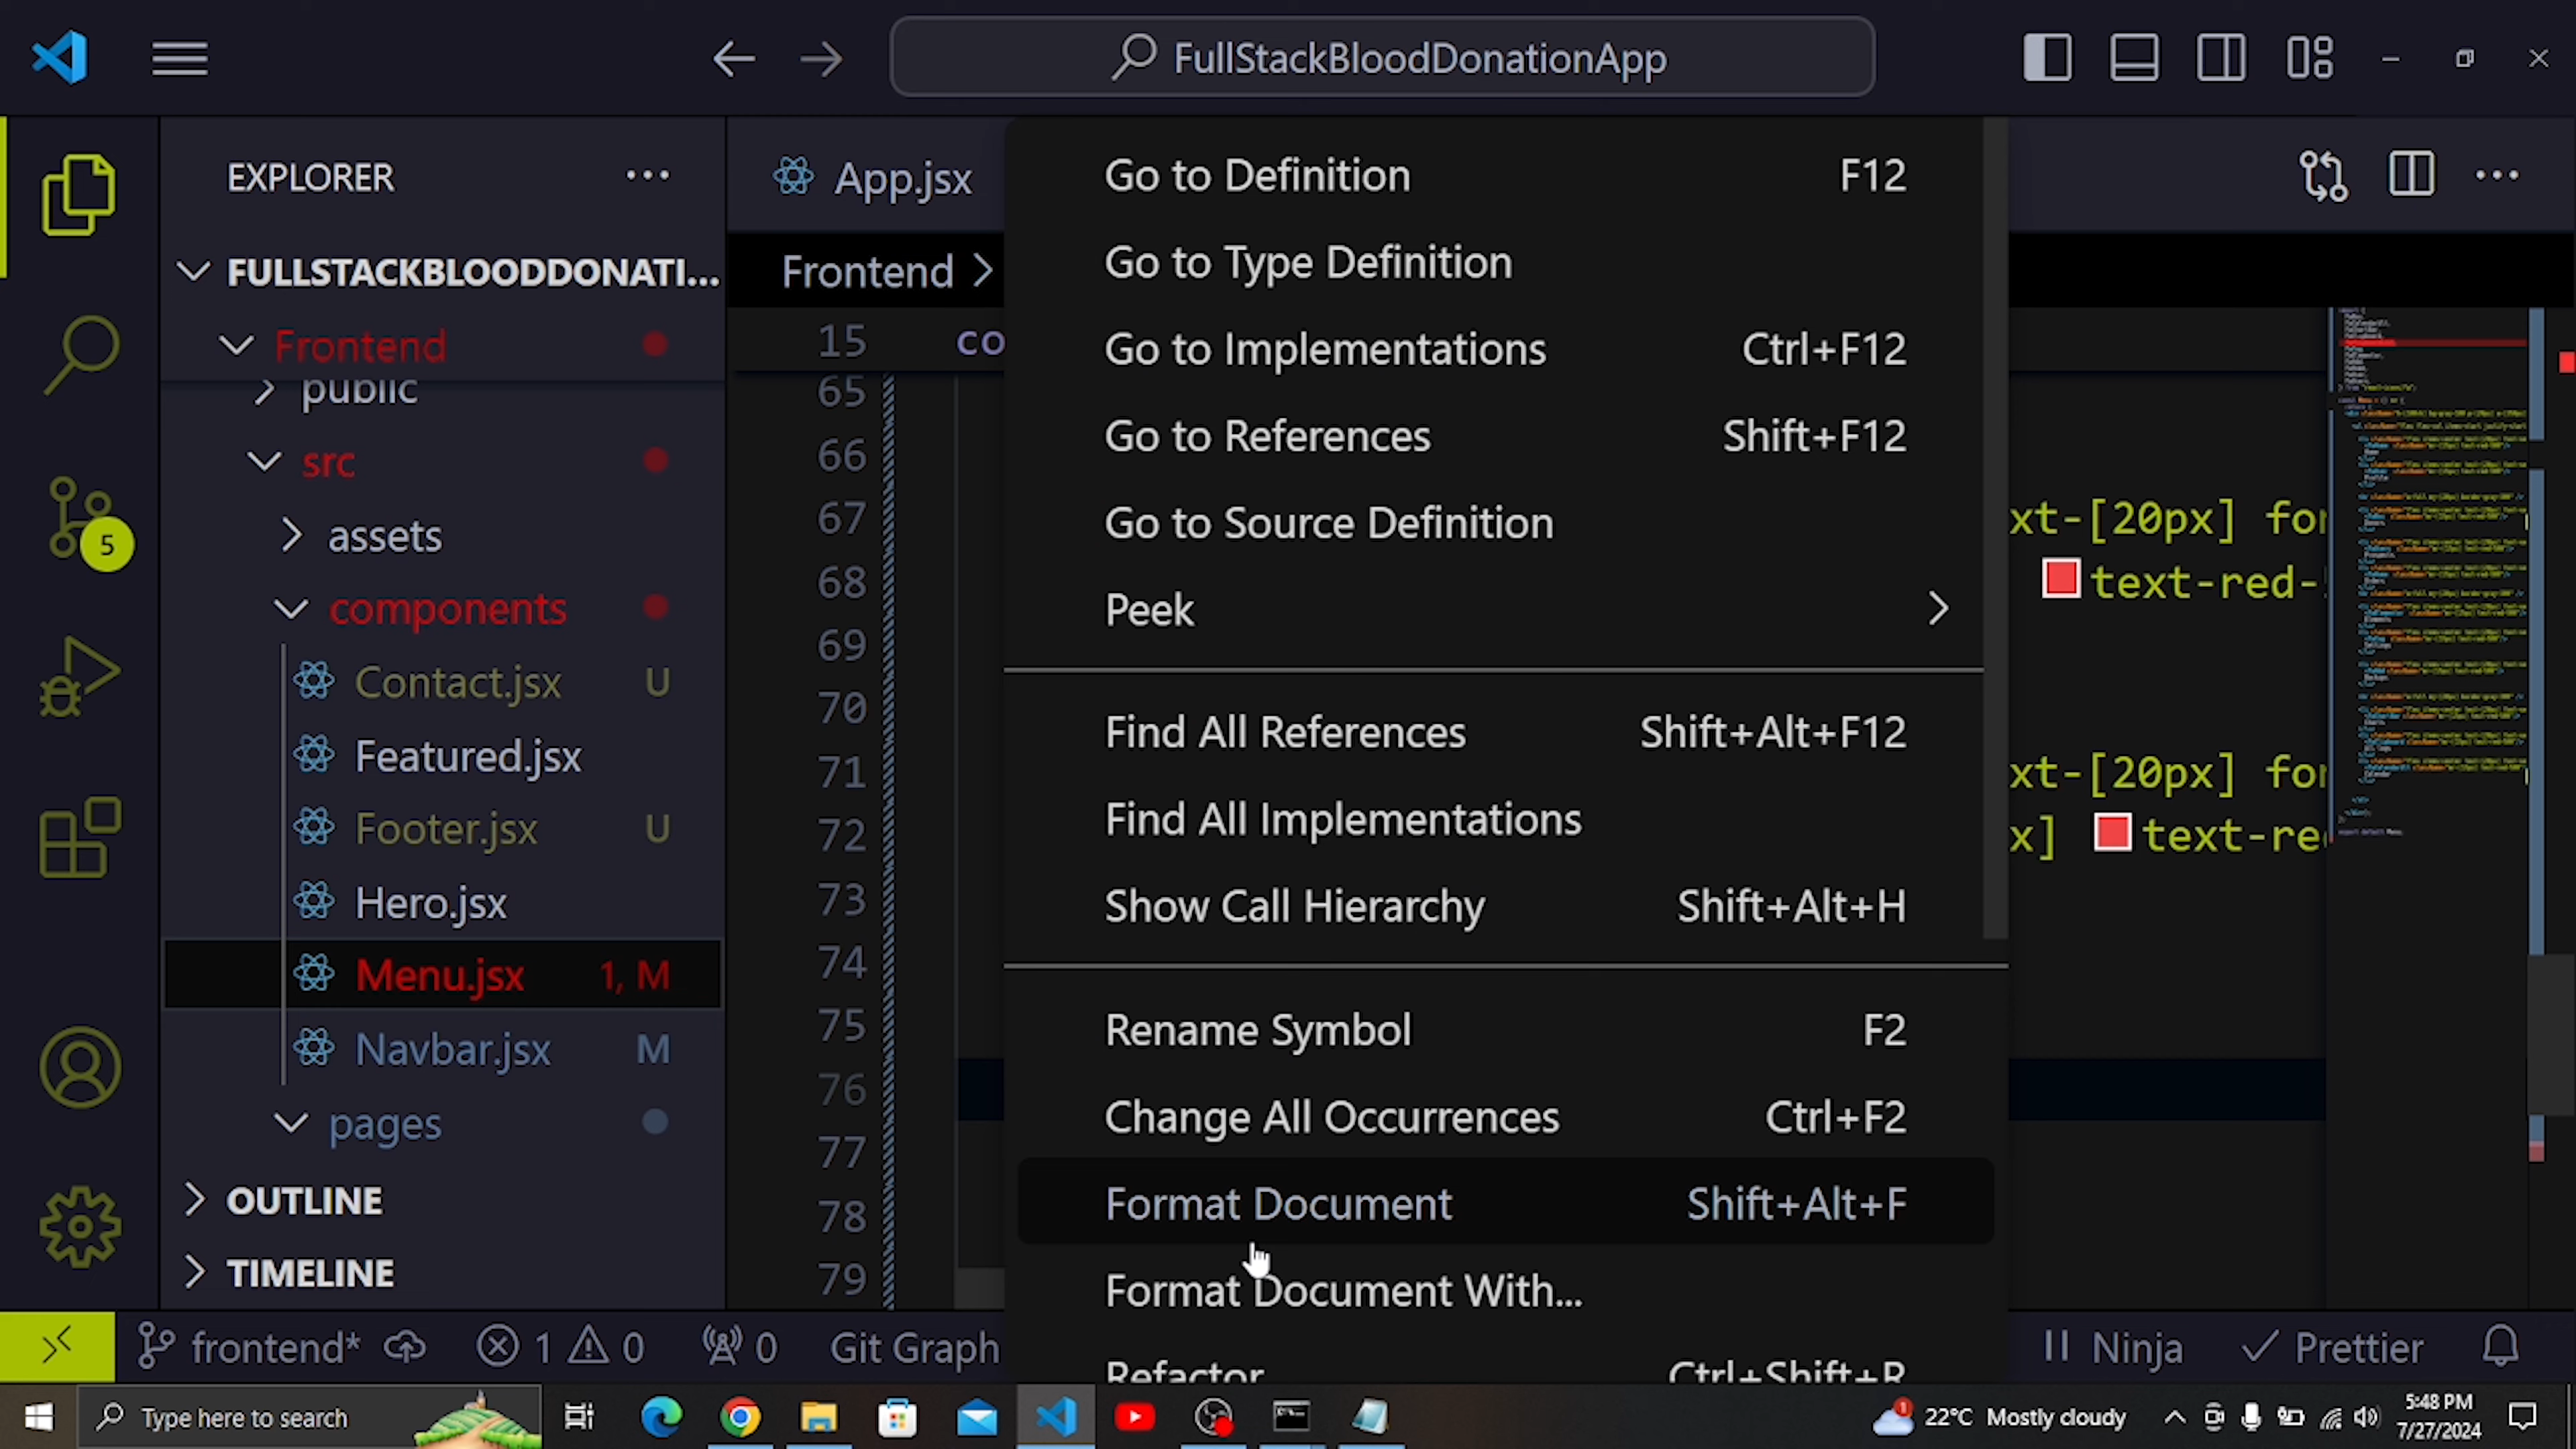 FullStackBloodDonationApp
EXPLORER
FULLSTACKBLOODDONATI...
Frontend
public
src
assets
components
Contact.jsx U
Featured.jsx
Footer.jsx U
Hero.jsx
Menu.jsx 1, M
Navbar.jsx M
pages
OUTLINE
TIMELINE
5
App.jsx
Frontend >
15 co
65
66
67
68
69
70
71
72
73
74
75
76
77
78
79
Go to Definition F12
Go to Type Definition
Go to Implementations Ctrl+F12
Go to References Shift+F12
Go to Source Definition
Peek
Find All References Shift+Alt+F12
Find All Implementations
Show Call Hierarchy Shift+Alt+H
Rename Symbol F2
Change All Occurrences Ctrl+F2
Format Document Shift+Alt+F
Format Document With...
Refactor... Ctrl+Shift+R
xt-[20px] for
text-red-
xt-[20px] for
x] text-re
frontend* 1 0 0 Git Graph
Ninja Prettier
Type here to search
1
22°C Mostly cloudy
5:48 PM
7/27/2024